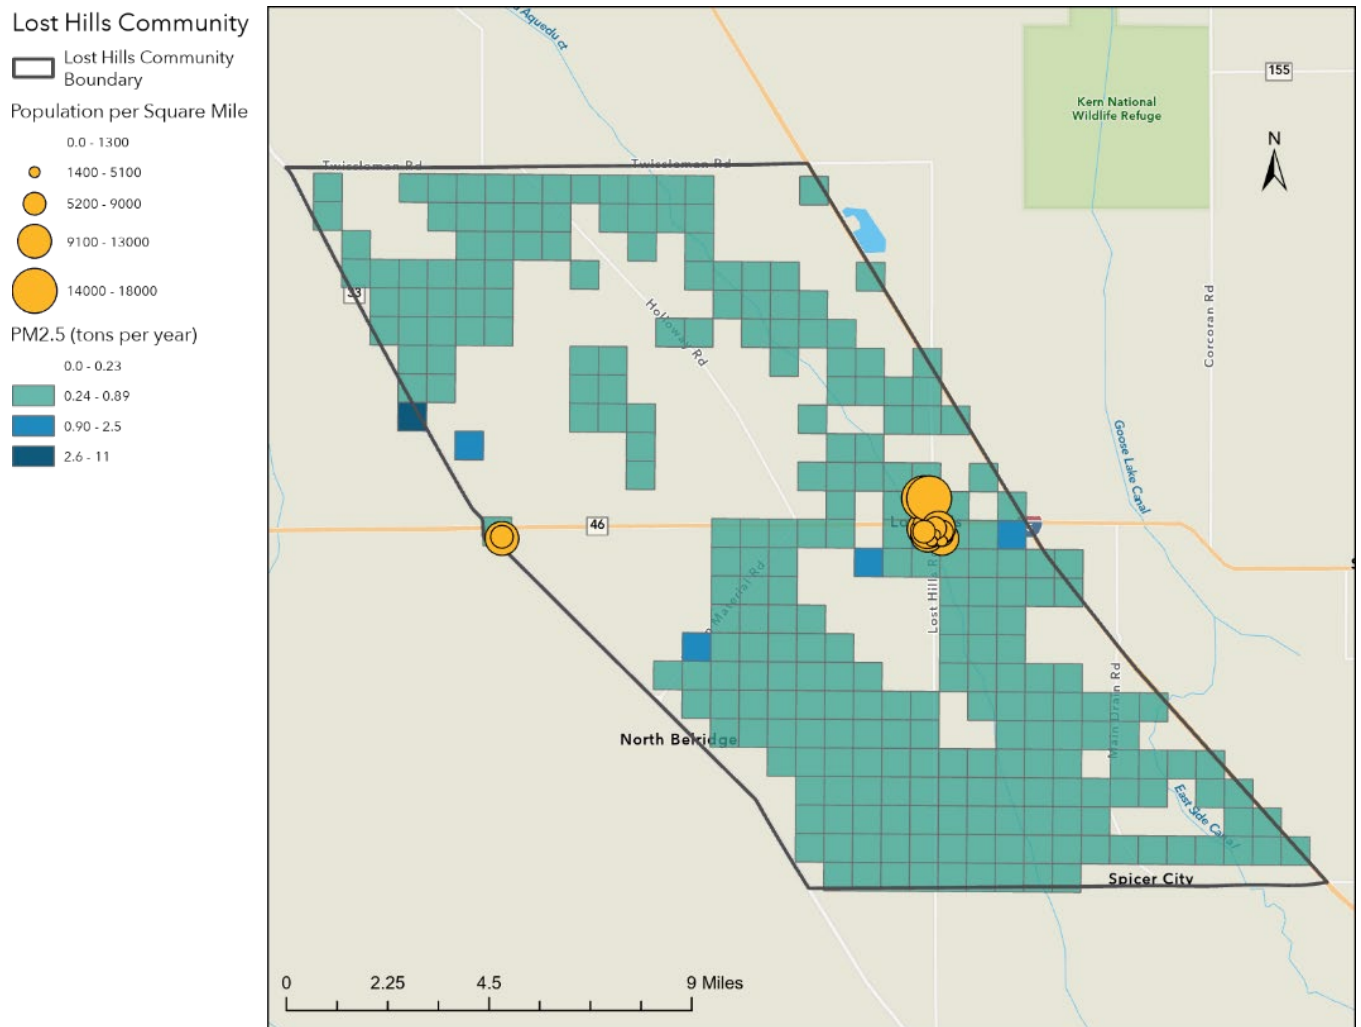 Lost Hills Community
Lost Hills Community
Boundary
Population per Square Mile
0.0 - 1300
1400 - 5100
5200 - 9000
9100 - 13000
14000 - 18000
PM2.5 (tons per year)
0.0 - 0.23
0.24 - 0.89
0.90 - 2.5
2.6 - 11
Aqueduct
155
Kern National
Wildlife Refuge
N
Twisselman Rd
Twisselman Rd
33
Holloway Rd
Corcoran Rd
Goose Lake Canal
46
Lost Hills Rd
Material Rd
Main Drain Rd
North Belridge
East Side Canal
Spicer City
0
2.25
4.5
9 Miles